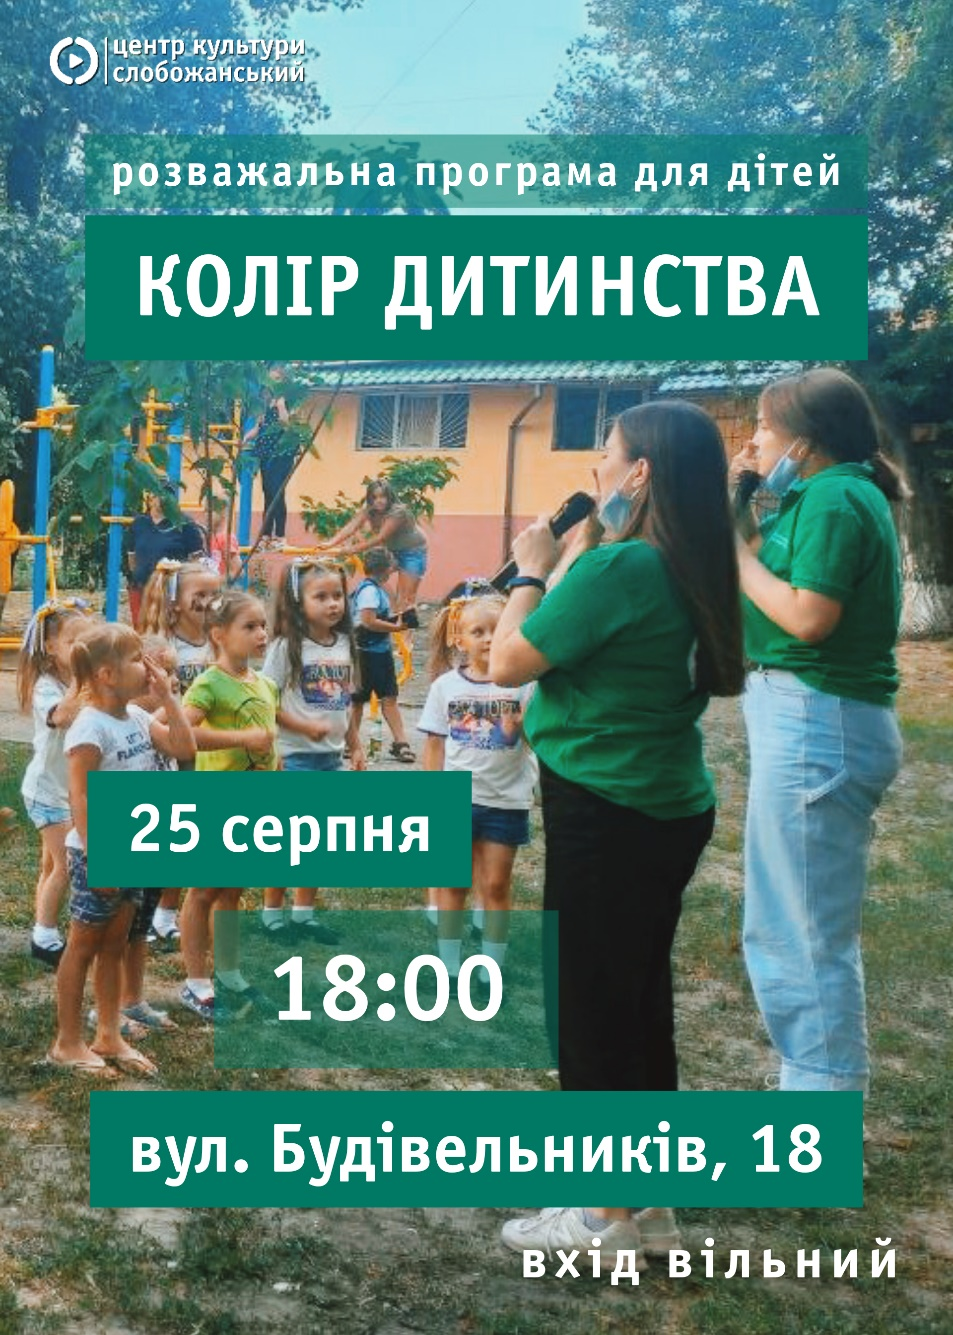 центр культури
слобожанський
розважальна програма для дітей
КОЛІР ДИТИНСТВА
25 серпня
18:00
вул. Будівельників, 18
вхід вільний